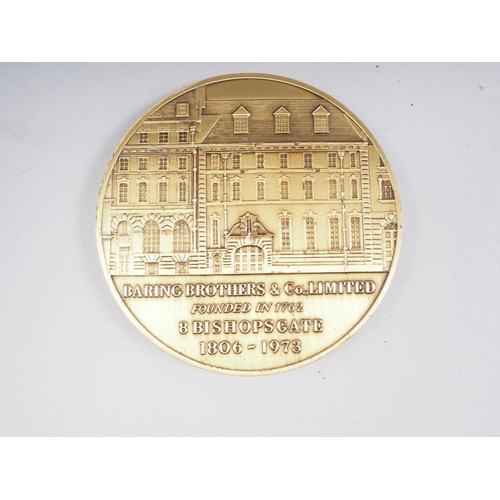 BARING BROTHERS & Co., LIMITED
FOUNDED IN 1762
8 BISHOPSGATE
1806 - 1973